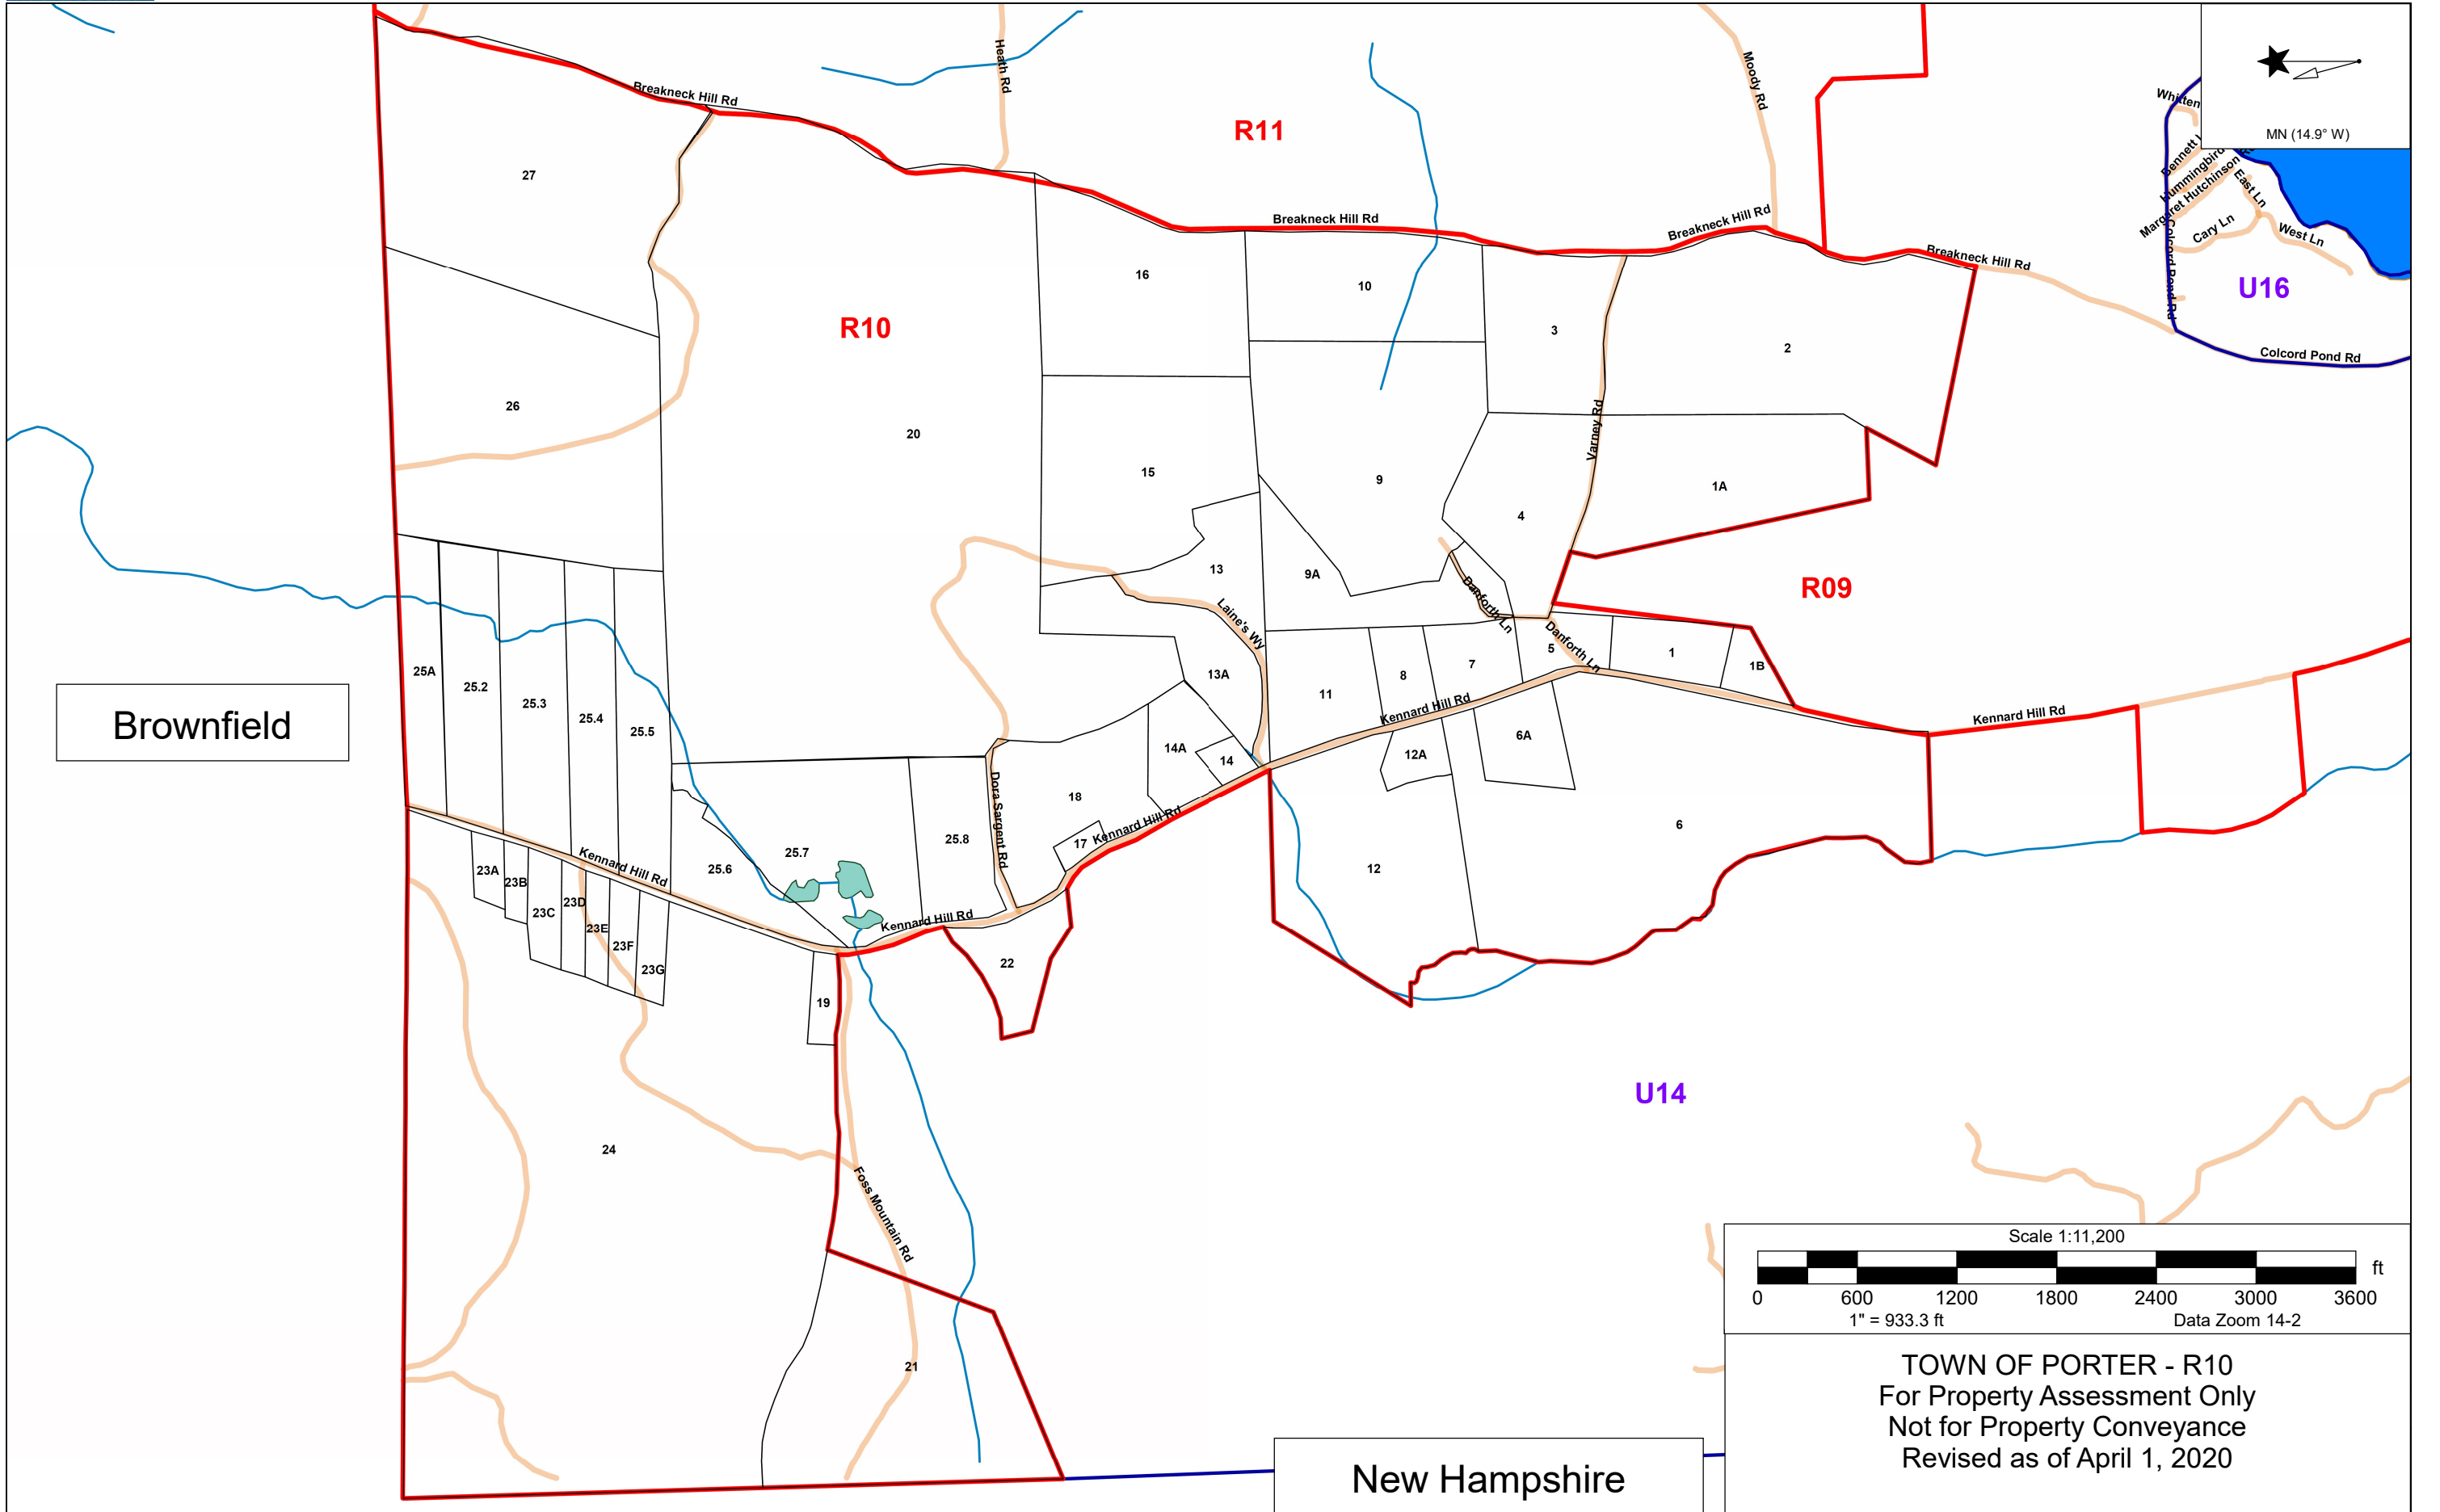 Heath Rd
Moody Rd
MN (14.9° W)
Breakneck Hill Rd
Whitten
R11
Bennett L
Hummingbird
Margaret Hutchinson
East Ln
27
Breakneck Hill Rd
Breakneck Hill Rd
Cary Ln
West Ln
Colcord Pond Rd
Breakneck Hill Rd
16
10
U16
R10
3
2
Colcord Pond Rd
26
20
Varney Rd
15
9
1A
4
13
9A
R09
Danforth Ln
Laine's Wy
Danforth Ln
5
1
1B
25A
13A
8
7
25.2
11
25.3
Kennard Hill Rd
Kennard Hill Rd
25.4
25.5
Brownfield
14A
6A
12A
14
Dora Sargent Rd
18
Kennard Hill Rd
6
25.8
17
25.7
Kennard Hill Rd
23A
25.6
12
23B
23C
23D
Kennard Hill Rd
23E
23F
22
23G
19
U14
24
Foss Mountain Rd
21
Scale 1:11,200
ft
0 600 1200 1800 2400 3000 3600
1" = 933.3 ft Data Zoom 14-2
TOWN OF PORTER - R10
For Property Assessment Only
Not for Property Conveyance
Revised as of April 1, 2020
New Hampshire